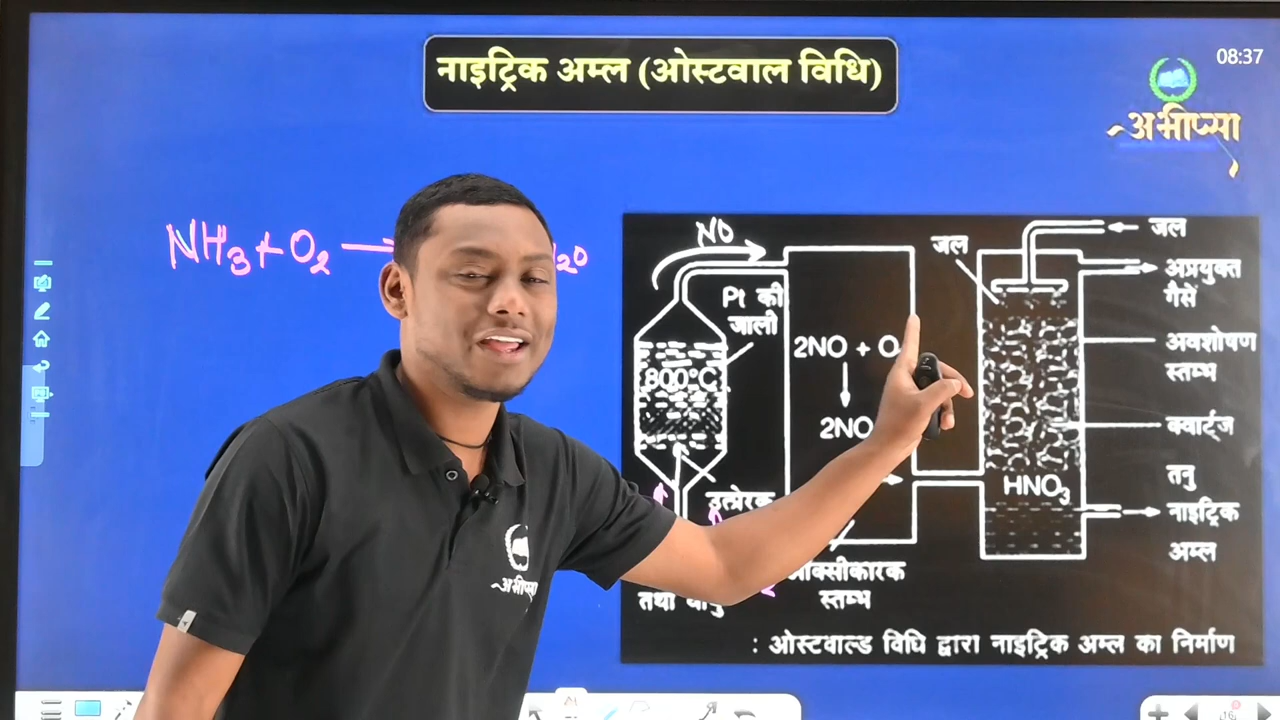 नाइट्रिक अम्ल (ओस्टवाल विधि)
08:37
अभीप्सा
NH₃ + O₂ → H₂O
NO
Pt की
जाली
800°C
उत्प्रेरक
तथा वायु
2NO + O
2NO
ऑक्सीकारक
स्तम्भ
जल
जल
अप्रयुक्त
गैसें
अवशोषण
स्तम्भ
क्वार्ट्ज
HNO₃
तनु
नाइट्रिक
अम्ल
: ओस्टवाल्ड विधि द्वारा नाइट्रिक अम्ल का निर्माण
अभीप्सा